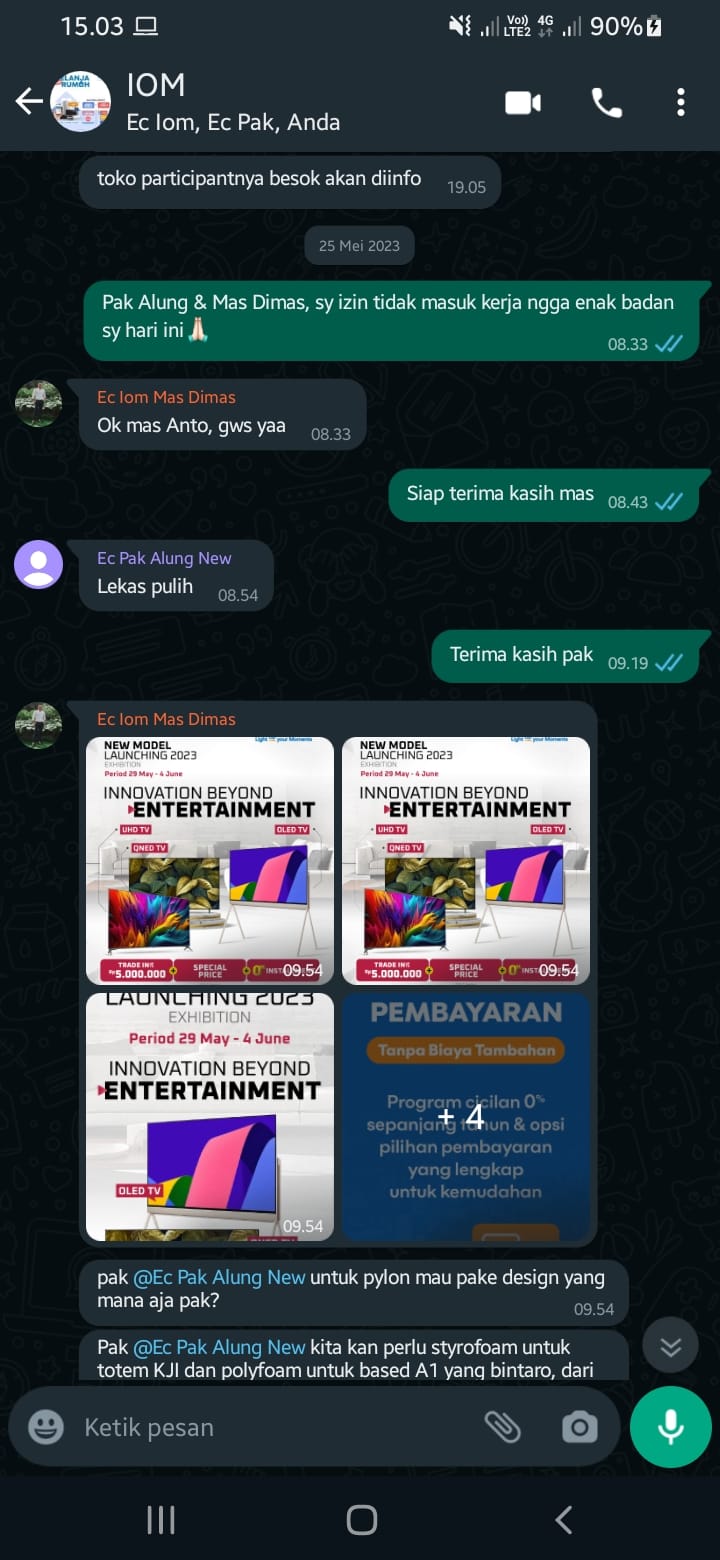 15.03
Vo)) 4G
LTE2
90%
IOM
Ec Iom, Ec Pak, Anda
toko participantnya besok akan diinfo
19.05
25 Mei 2023
Pak Alung & Mas Dimas, sy izin tidak masuk kerja ngga enak badan
sy hari ini🙏🏻
08.33
Ec Iom Mas Dimas
Ok mas Anto, gws yaa
08.33
Siap terima kasih mas
08.43
Ec Pak Alung New
Lekas pulih
08.54
Terima kasih pak
09.19
Ec Iom Mas Dimas
NEW MODEL
LAUNCHING 2023
EXHIBITION
Period 29 May - 4 June
INNOVATION BEYOND
ENTERTAINMENT
UHD TV
OLED TV
QNED TV
TRADE IN
Rp5.000.000
SPECIAL
PRICE
09.54
NEW MODEL
LAUNCHING 2023
EXHIBITION
Period 29 May - 4 June
INNOVATION BEYOND
ENTERTAINMENT
UHD TV
OLED TV
QNED TV
TRADE IN
Rp5.000.000
SPECIAL
PRICE
09.54
LAUNCHING 2023
EXHIBITION
Period 29 May - 4 June
INNOVATION BEYOND
ENTERTAINMENT
OLED TV
09.54
PEMBAYARAN
Tanpa Biaya Tambahan
Program cicilan 0%
sepanjang tahun & opsi
pilihan pembayaran
yang lengkap
untuk kemudahan
+ 4
pak @Ec Pak Alung New untuk pylon mau pake design yang
mana aja pak?
09.54
Pak @Ec Pak Alung New kita kan perlu styrofoam untuk
totem KJI dan polyfoam untuk based A1 yang bintaro, dari
Ketik pesan